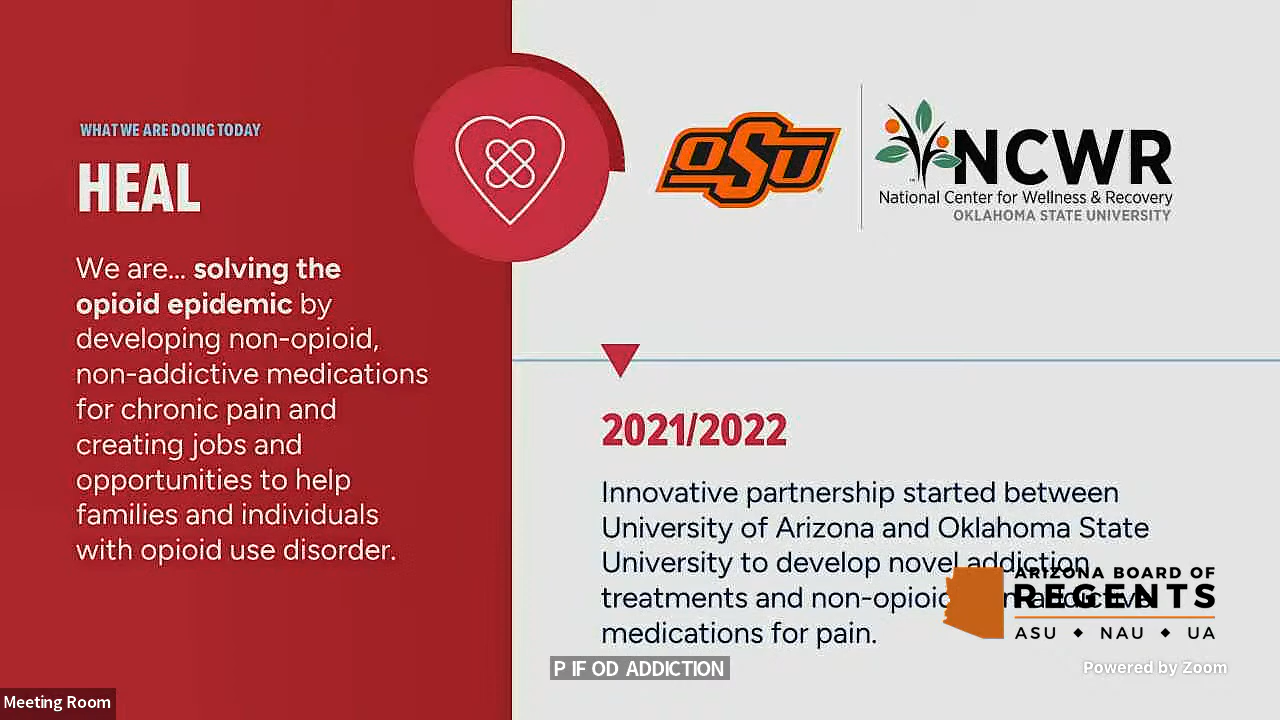 WHAT WE ARE DOING TODAY
HEAL
We are... solving the
opioid epidemic by
developing non-opioid,
non-addictive medications
for chronic pain and
creating jobs and
opportunities to help
families and individuals
with opioid use disorder.
OSU
NCWR
National Center for Wellness & Recovery
OKLAHOMA STATE UNIVERSITY
2021/2022
Innovative partnership started between
University of Arizona and Oklahoma State
University to develop novel addiction
treatments and non-opioid
medications for pain.
ARIZONA BOARD OF
REGENTS
ASU ◆ NAU ◆ UA
P IF OD ADDICTION
Powered by Zoom
Meeting Room